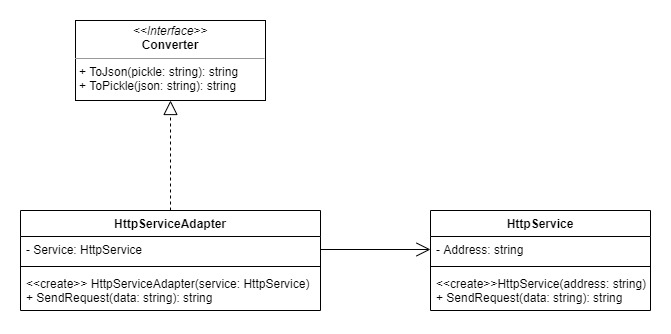 <<Interface>>
Converter
+ ToJson(pickle: string): string
+ ToPickle(json: string): string
HttpServiceAdapter
- Service: HttpService
<<create>> HttpServiceAdapter(service: HttpService)
+ SendRequest(data: string): string
HttpService
- Address: string
<<create>>HttpService(address: string)
+ SendRequest(data: string): string